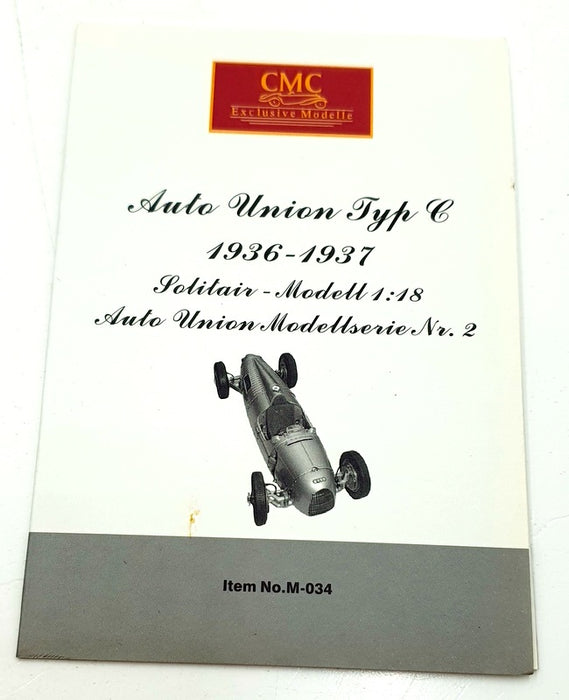 CMC
Exclusive Modelle
Auto Union Typ C
1936-1937
Solitair-Modell 1:18
Auto Union Modellserie Nr. 2
Item No.M-034